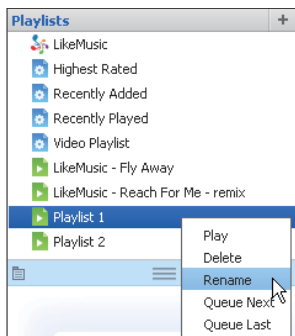 Playlists +
LikeMusic
Highest Rated
Recently Added
Recently Played
Video Playlist
LikeMusic - Fly Away
LikeMusic - Reach For Me - remix
Playlist 1
Playlist 2
Play
Delete
Rename
Queue Next
Queue Last